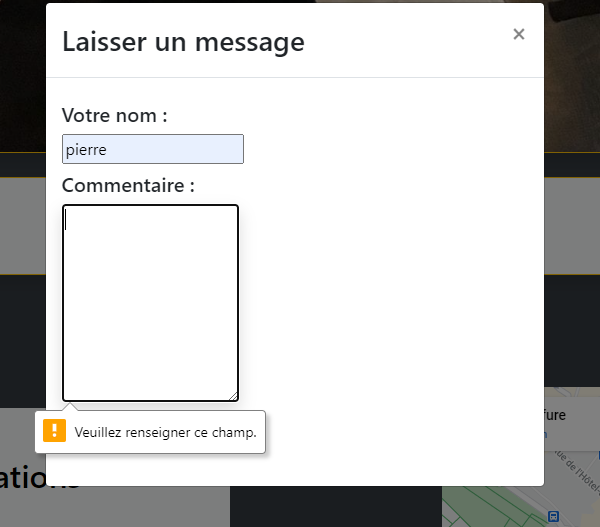 Laisser un message
×
Votre nom :
pierre
Commentaire :
Veuillez renseigner ce champ.
ations
fure
n
ue de l'Hôtel-